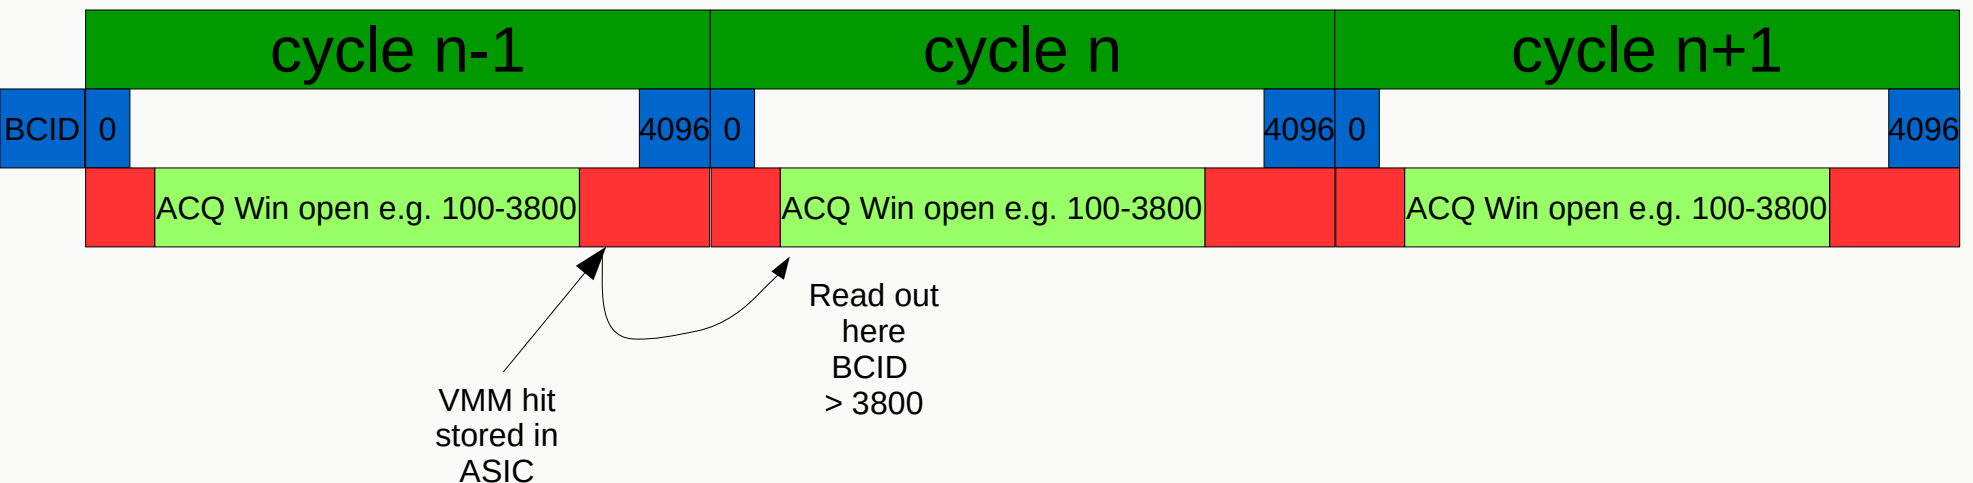 cycle n-1 cycle n cycle n+1
BCID 0 4096 0 4096 0 4096
ACQ Win open e.g. 100-3800 ACQ Win open e.g. 100-3800 ACQ Win open e.g. 100-3800
Read out
here
BCID
> 3800
VMM hit
stored in
ASIC